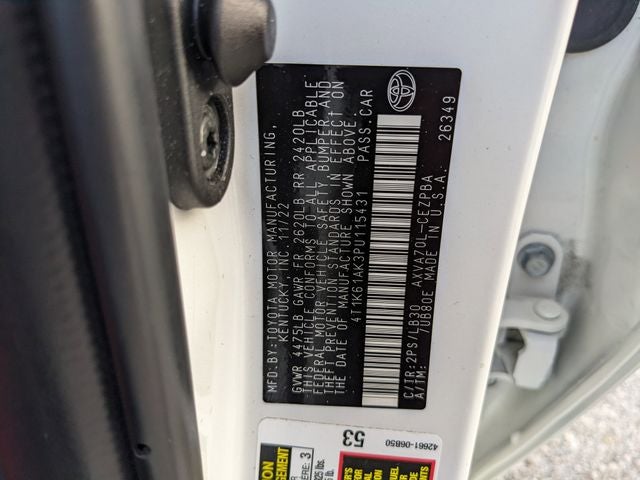 MFD.BY:TOYOTA MOTOR MANUFACTURING,
KENTUCKY, INC. 11/22
GVWR 4475LB GAWR FR 2620LB RR 2420LB
THIS VEHICLE CONFORMS TO ALL APPLICABLE
FEDERAL MOTOR VEHICLE SAFETY, BUMPER, AND
THEFT PREVENTION STANDARDS IN EFFECT ON
THE DATE OF MANUFACTURE SHOWN ABOVE.
4T1K61AK3PU115431 PASS.CAR
C/TR: 2PS/LB30 AXVA70L-CEZPBA
A/TM: /UB80E MADE IN U.S.A. 26349
42661-06850
53